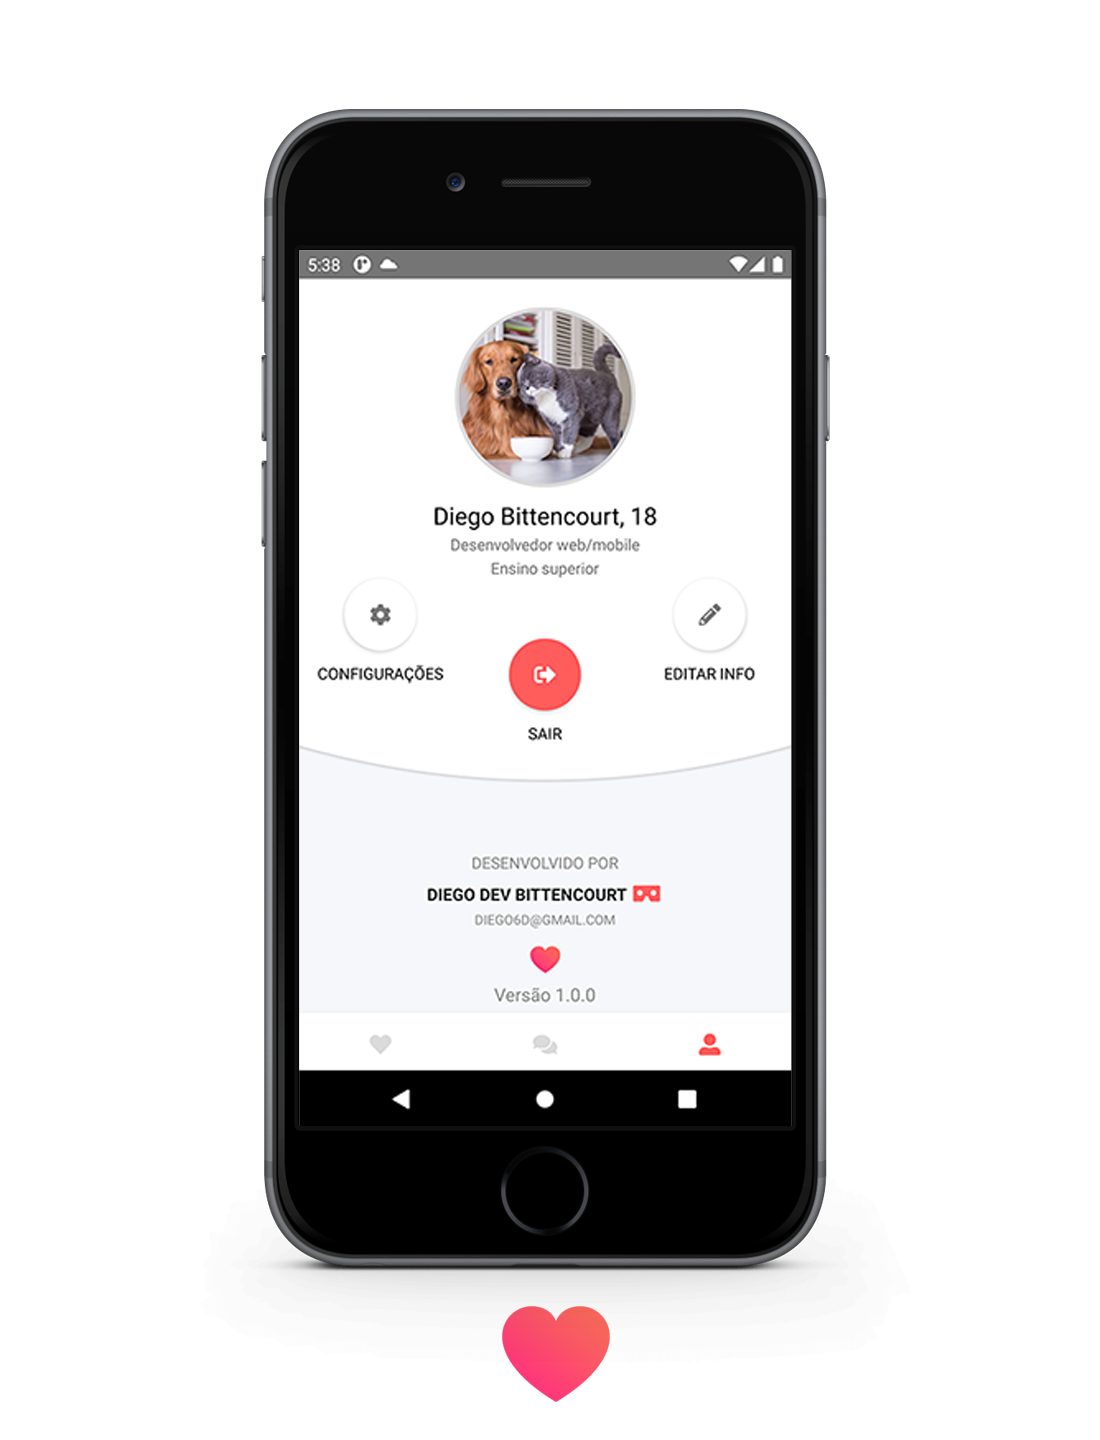 5:38
Diego Bittencourt, 18
Desenvolvedor web/mobile
Ensino superior
CONFIGURAÇÕES
EDITAR INFO
SAIR
DESENVOLVIDO POR
DIEGO DEV BITTENCOURT
DIEGO6D@GMAIL.COM
Versão 1.0.0